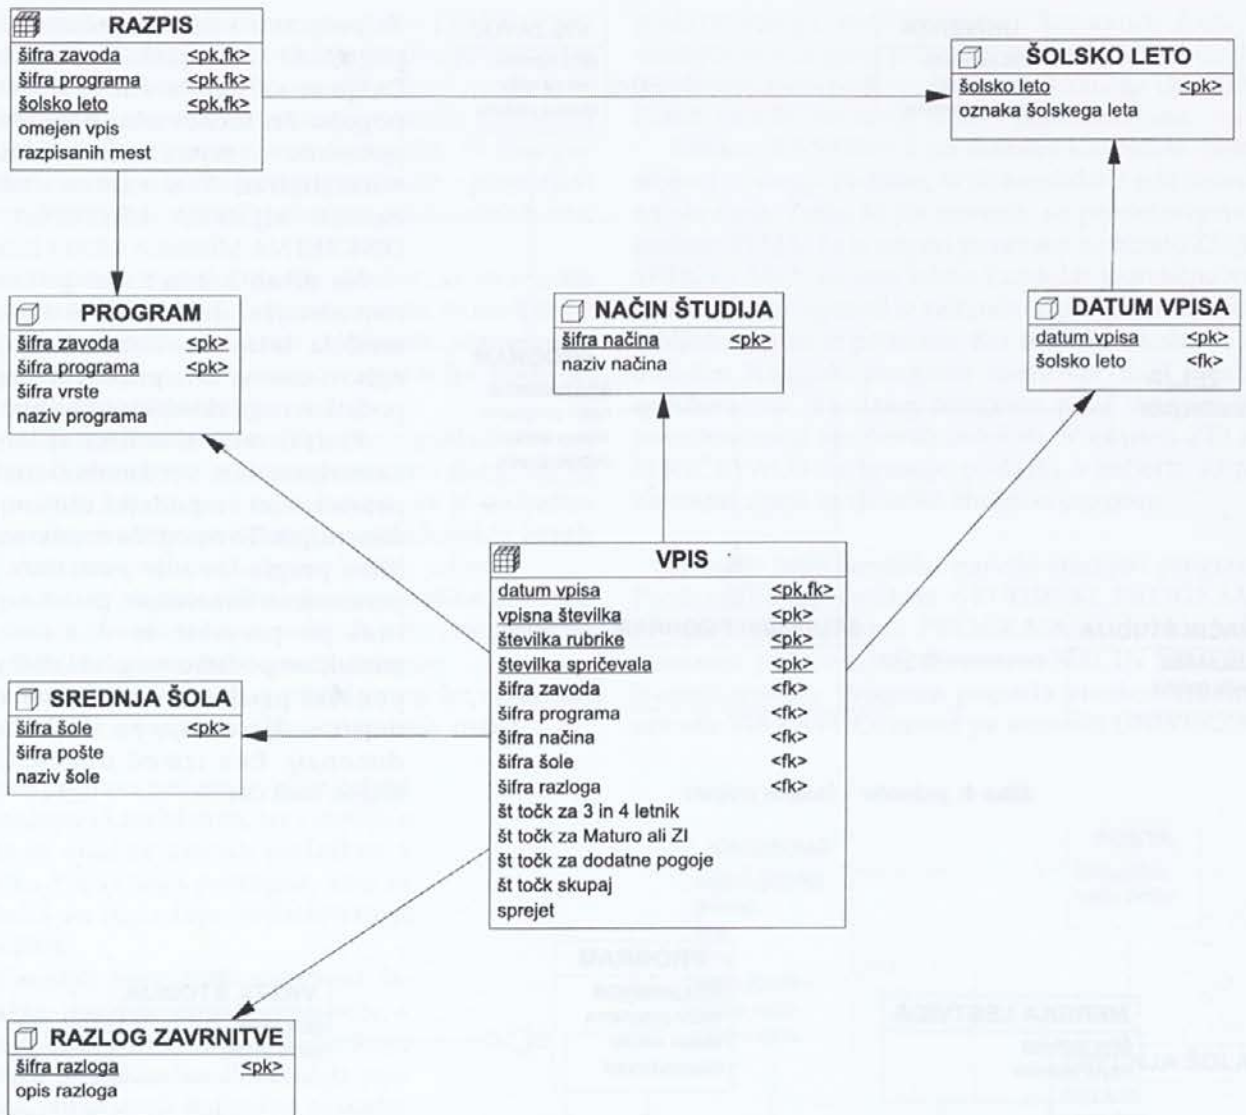 RAZPIS
šifra zavoda <pk,fk>
šifra programa <pk,fk>
šolsko leto <pk,fk>
omejen vpis
razpisanih mest
ŠOLSKO LETO
šolsko leto <pk>
oznaka šolskega leta
PROGRAM
šifra zavoda <pk>
šifra programa <pk>
šifra vrste
naziv programa
NAČIN ŠTUDIJA
šifra načina <pk>
naziv načina
DATUM VPISA
datum vpisa <pk>
šolsko leto <fk>
VPIS
datum vpisa <pk,fk>
vpisna številka <pk>
številka rubrike <pk>
številka spričevala <pk>
šifra zavoda <fk>
šifra programa <fk>
šifra načina <fk>
šifra šole <fk>
šifra razloga <fk>
št točk za 3 in 4 letnik
št točk za Maturo ali ZI
št točk za dodatne pogoje
št točk skupaj
sprejet
SREDNJA ŠOLA
šifra šole <pk>
šifra pošte
naziv šole
RAZLOG ZAVRNITVE
šifra razloga <pk>
opis razloga